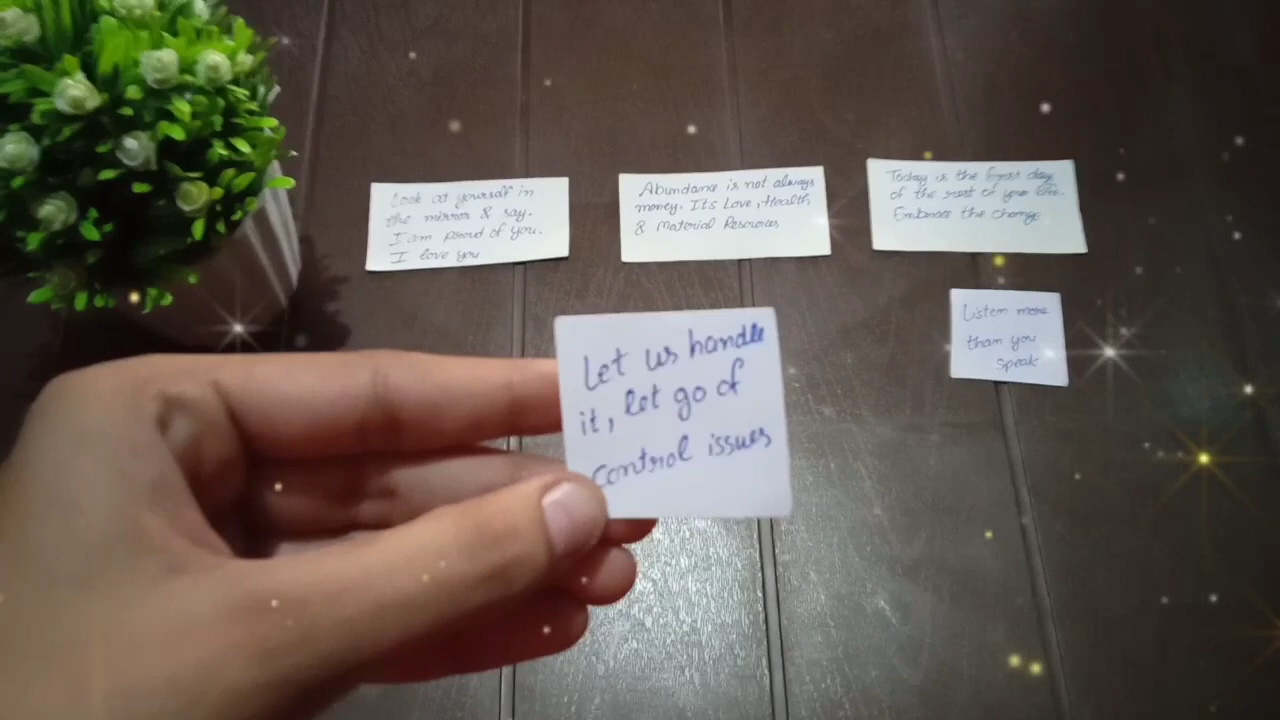 Look at yourself in
the mirror & say.
I am proud of you.
I love you
Abundance is not always
money. Its Love, Health
& Material Resources
Today is the first day
of the rest of your life.
Embrace the change
Listen more
than you
speak
Let us handle
it, let go of
control issues